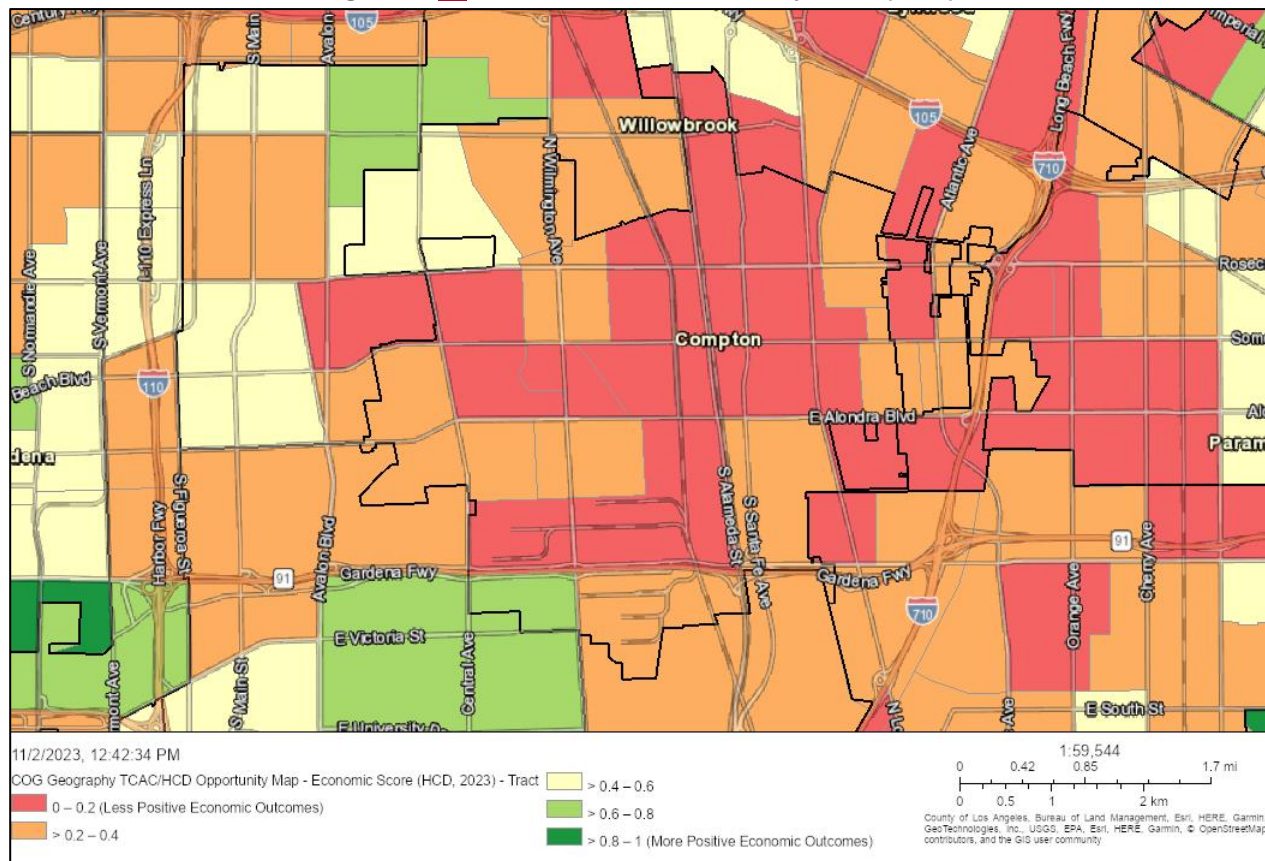 Century Fwy
S Main
Avalon
105
Willowbrook
105
Atlantic Ave
Long Beach Fwy
710
Imperial
I-110 Express Ln
N Wilmington Ave
S Normandie Ave
S Vermont Ave
Rosecr
Compton
Some
Beach Blvd
110
E Alondra Blvd
Alo
dena
Param
S Figueroa St
Harbor Fwy
Avalon Blvd
S Alameda St
S Santa Fe Ave
91
Cherry Ave
91
Gardena Fwy
Gardena Fwy
710
Orange Ave
E Victoria St
mont Ave
S Main St
Central Ave
E University
E South St
s Ave
11/2/2023, 12:42:34 PM
COG Geography TCAC/HCD Opportunity Map - Economic Score (HCD, 2023) - Tract
0 – 0.2 (Less Positive Economic Outcomes)
> 0.2 – 0.4
> 0.4 – 0.6
> 0.6 – 0.8
> 0.8 – 1 (More Positive Economic Outcomes)
1:59,544
0 0.42 0.85 1.7 mi
0 0.5 1 2 km
County of Los Angeles, Bureau of Land Management, Esri, HERE, Garmin,
GeoTechnologies, Inc., USGS, EPA, Esri, HERE, Garmin, © OpenStreetMap
contributors, and the GIS user community